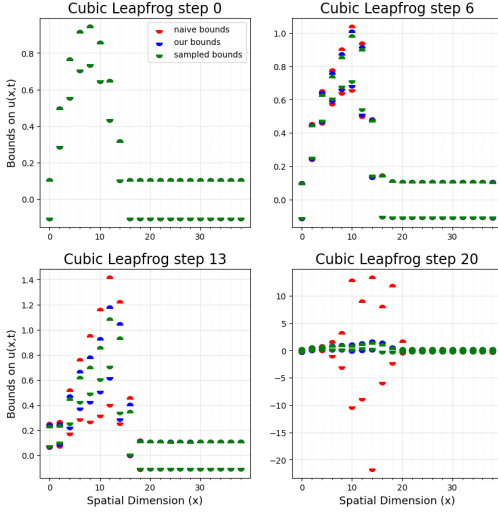 Cubic Leapfrog step 0
naive bounds
our bounds
sampled bounds
Bounds on u(x,t)
0.8
0.6
0.4
0.2
0.0
0 10 20 30
Cubic Leapfrog step 6
1.0
0.8
0.6
0.4
0.2
0.0
0 10 20 30
Cubic Leapfrog step 13
Bounds on u(x,t)
1.4
1.2
1.0
0.8
0.6
0.4
0.2
0.0
0 10 20 30
Spatial Dimension (x)
Cubic Leapfrog step 20
10
5
0
−5
−10
−15
−20
0 10 20 30
Spatial Dimension (x)